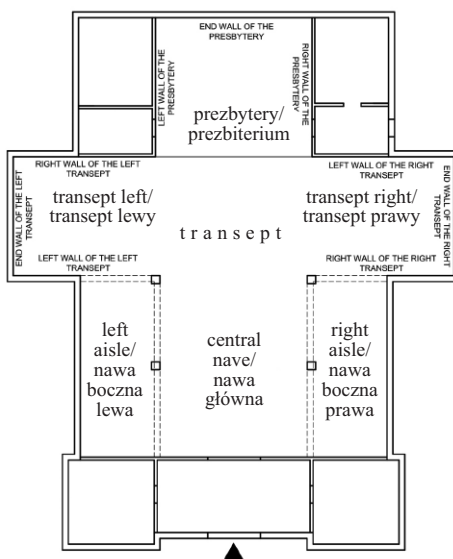 END WALL OF THE
PRESBYTERY
LEFT WALL OF THE
PRESBYTERY
RIGHT WALL OF THE
PRESBYTERY
prezbytery/
prezbiterium
RIGHT WALL OF THE LEFT
TRANSEPT
LEFT WALL OF THE RIGHT
TRANSEPT
END WALL OF THE LEFT
TRANSEPT
transept left/
transept lewy
transept right/
transept prawy
END WALL OF THE RIGHT
TRANSEPT
transept
LEFT WALL OF THE LEFT
TRANSEPT
RIGHT WALL OF THE RIGHT
TRANSEPT
left
aisle/
nawa
boczna
lewa
central
nave/
nawa
główna
right
aisle/
nawa
boczna
prawa